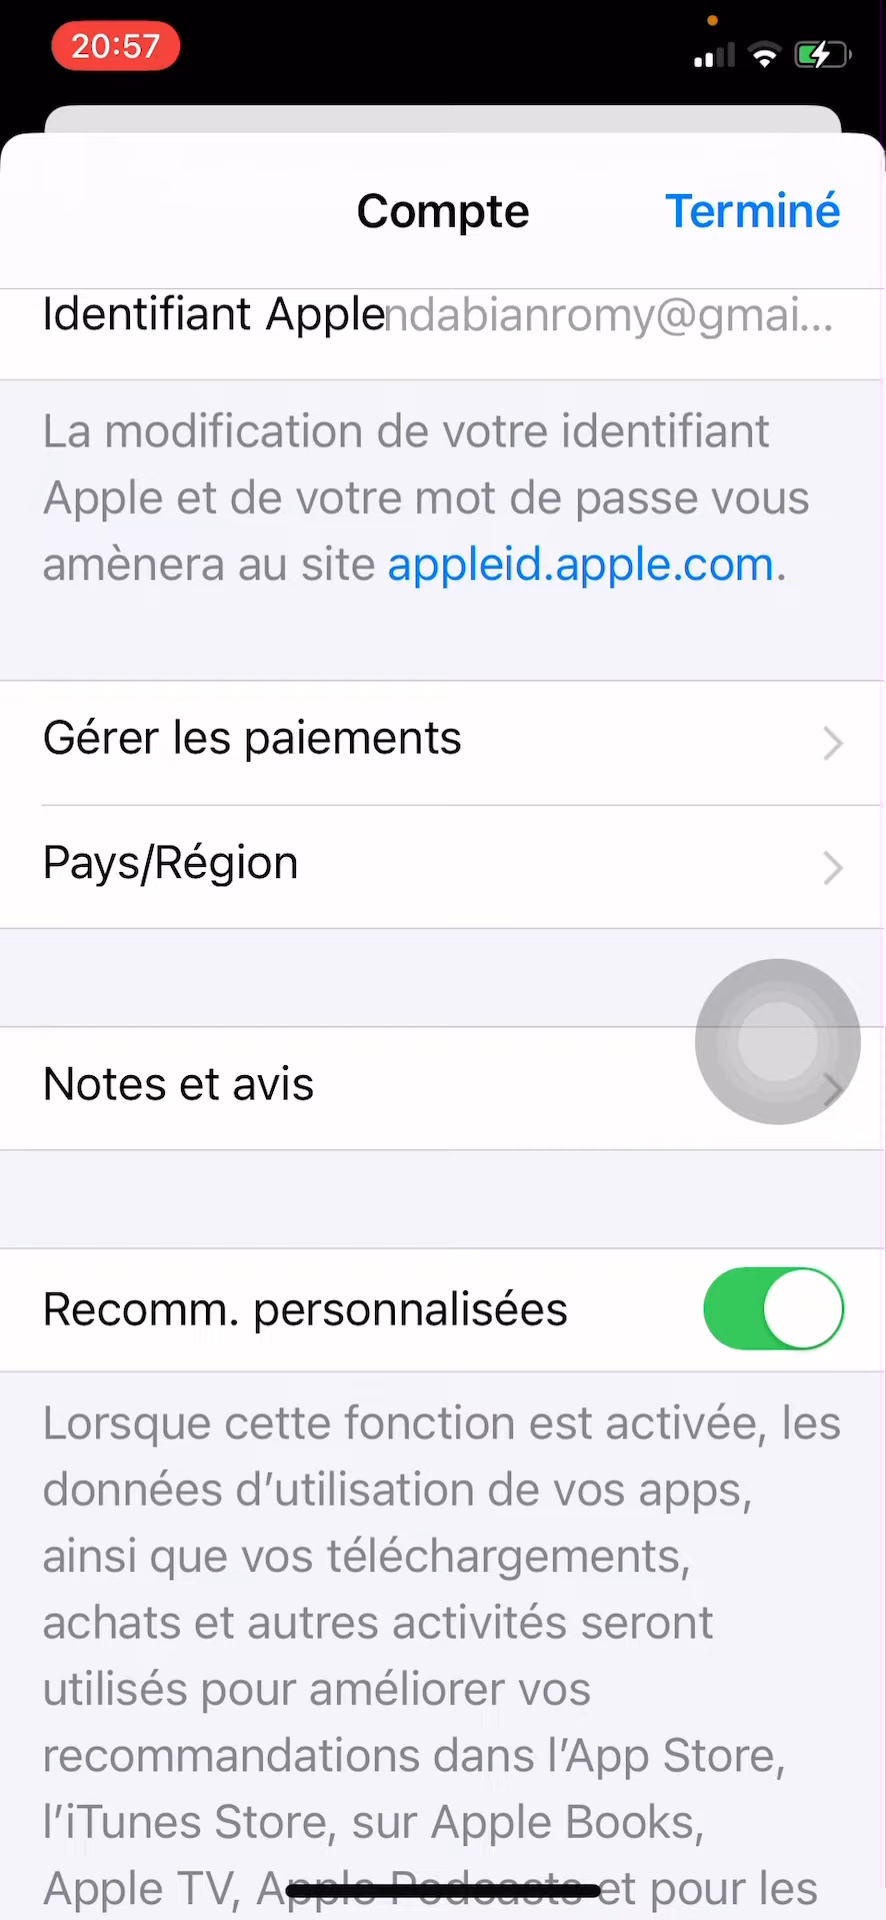 20:57
Compte
Terminé
Identifiant Apple ndabianromy@gmai...
La modification de votre identifiant
Apple et de votre mot de passe vous
amènera au site appleid.apple.com.
Gérer les paiements
Pays/Région
Notes et avis
Recomm. personnalisées
Lorsque cette fonction est activée, les
données d’utilisation de vos apps,
ainsi que vos téléchargements,
achats et autres activités seront
utilisés pour améliorer vos
recommandations dans l’App Store,
l’iTunes Store, sur Apple Books,
Apple TV, Apple Podcasts et pour les